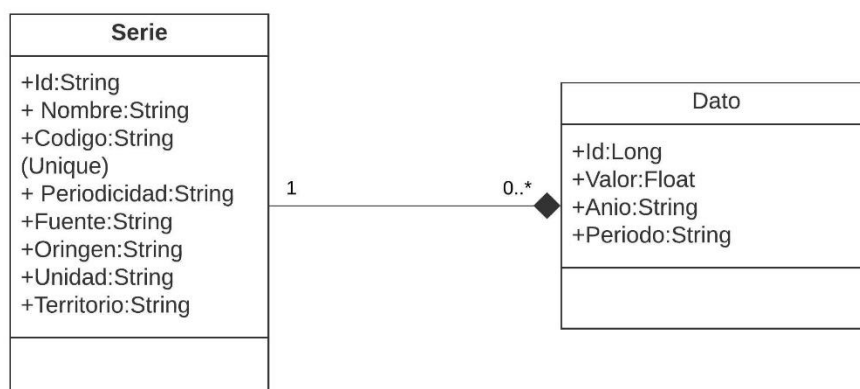 Serie
+Id:String
+ Nombre:String
+Codigo:String
(Unique)
+ Periodicidad:String
+Fuente:String
+Oringen:String
+Unidad:String
+Territorio:String
1
0..*
Dato
+Id:Long
+Valor:Float
+Anio:String
+Periodo:String